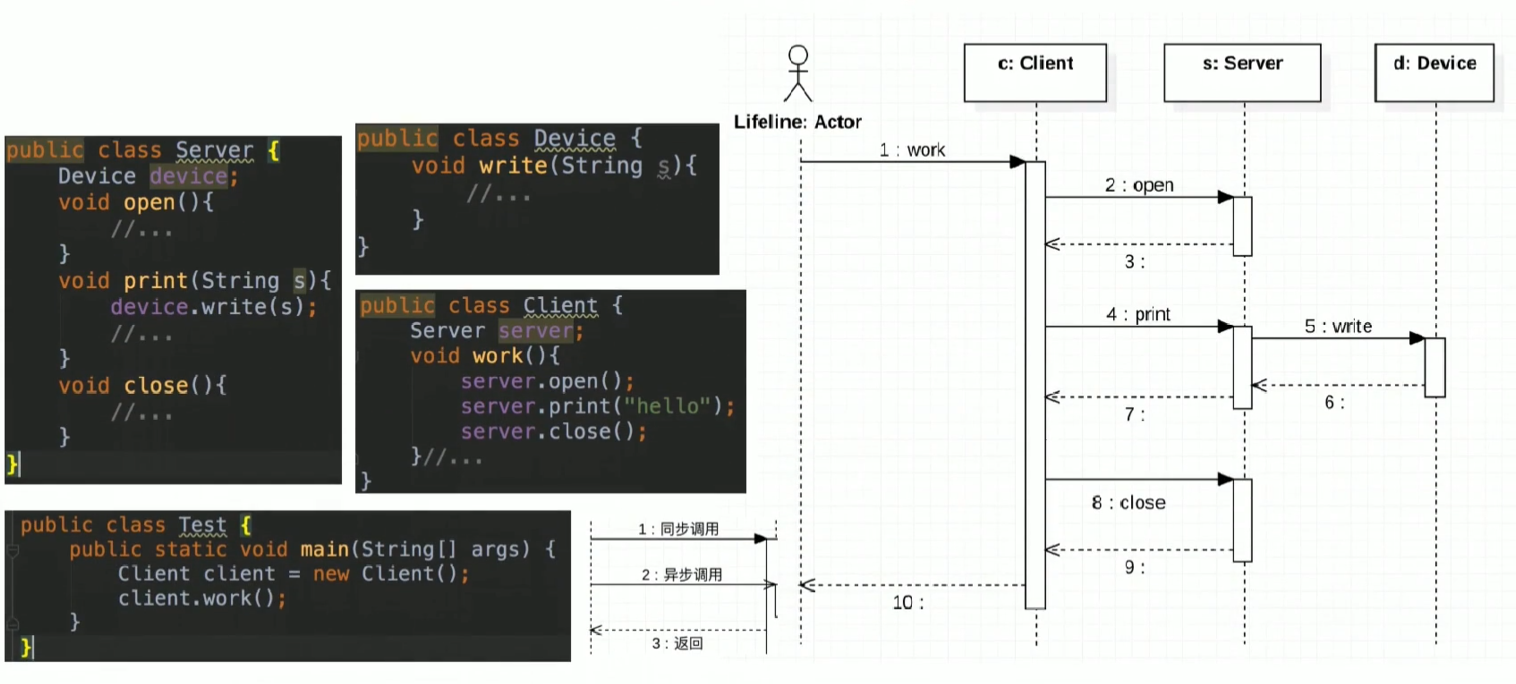 public class Server {
Device device;
void open(){
//...
}
void print(String s){
device.write(s);
//...
}
void close(){
//...
}
}
public class Device {
void write(String s){
//...
}
}
public class Client {
Server server;
void work(){
server.open();
server.print("hello");
server.close();
}//...
}
public class Test {
public static void main(String[] args) {
Client client = new Client();
client.work();
}
}
1 : 同步调用
2 : 异步调用
3 : 返回
Lifeline: Actor
c: Client
s: Server
d: Device
1 : work
2 : open
3 :
4 : print
5 : write
6 :
7 :
8 : close
9 :
10 :